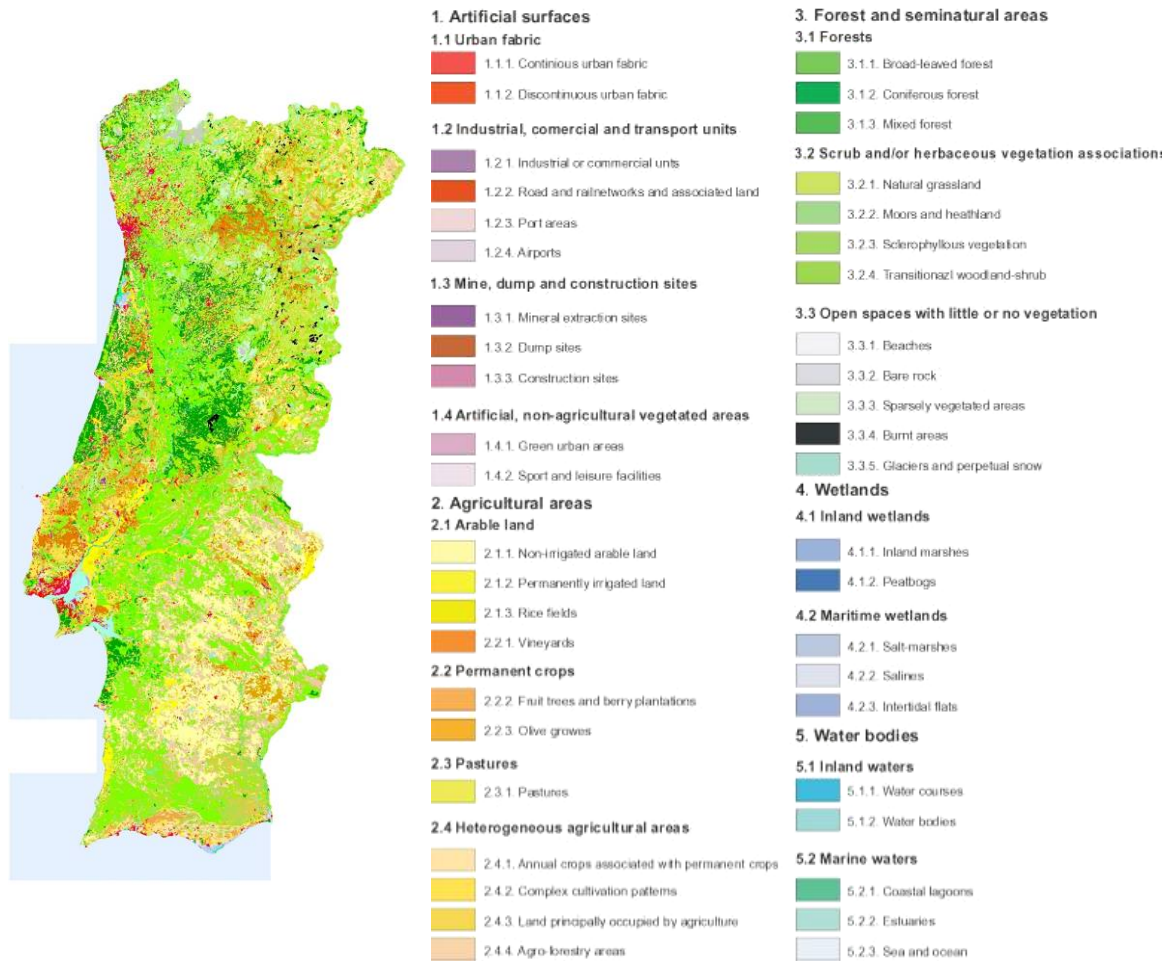 1. Artificial surfaces
1.1 Urban fabric
1.1.1. Continious urban fabric
1.1.2. Discontinuous urban fabric
1.2 Industrial, comercial and transport units
1.2.1. Industrial or commercial unts
1.2.2. Road and railnetworks and associated land
1.2.3. Port areas
1.2.4. Airports
1.3 Mine, dump and construction sites
1.3.1. Mineral extraction sites
1.3.2. Dump sites
1.3.3. Construction sites
1.4 Artificial, non-agricultural vegetated areas
1.4.1. Green urban areas
1.4.2. Sport and leisure facilities
2. Agricultural areas
2.1 Arable land
2.1.1. Non-irrigated arable land
2.1.2. Permanently irrigated land
2.1.3. Rice fields
2.2.1. Vineyards
2.2 Permanent crops
2.2.2. Fruit trees and berry plantations
2.2.3. Olive growes
2.3 Pastures
2.3.1. Pastures
2.4 Heterogeneous agricultural areas
2.4.1. Annual crops associated with permanent crops
2.4.2. Complex cultivation patterns
2.4.3. Land principally occupied by agriculture
2.4.4. Agro-forestry areas
3. Forest and seminatural areas
3.1 Forests
3.1.1. Broad-leaved forest
3.1.2. Coniferous forest
3.1.3. Mixed forest
3.2 Scrub and/or herbaceous vegetation associations
3.2.1. Natural grassland
3.2.2. Moors and heathland
3.2.3. Sclerophyllous vegetation
3.2.4. Transitionazl woodland-shrub
3.3 Open spaces with little or no vegetation
3.3.1. Beaches
3.3.2. Bare rock
3.3.3. Sparsely vegetated areas
3.3.4. Burnt areas
3.3.5. Glaciers and perpetual snow
4. Wetlands
4.1 Inland wetlands
4.1.1. Inland marshes
4.1.2. Peatbogs
4.2 Maritime wetlands
4.2.1. Salt-marshes
4.2.2. Salines
4.2.3. Intertidal flats
5. Water bodies
5.1 Inland waters
5.1.1. Water courses
5.1.2. Water bodies
5.2 Marine waters
5.2.1. Coastal lagoons
5.2.2. Estuaries
5.2.3. Sea and ocean